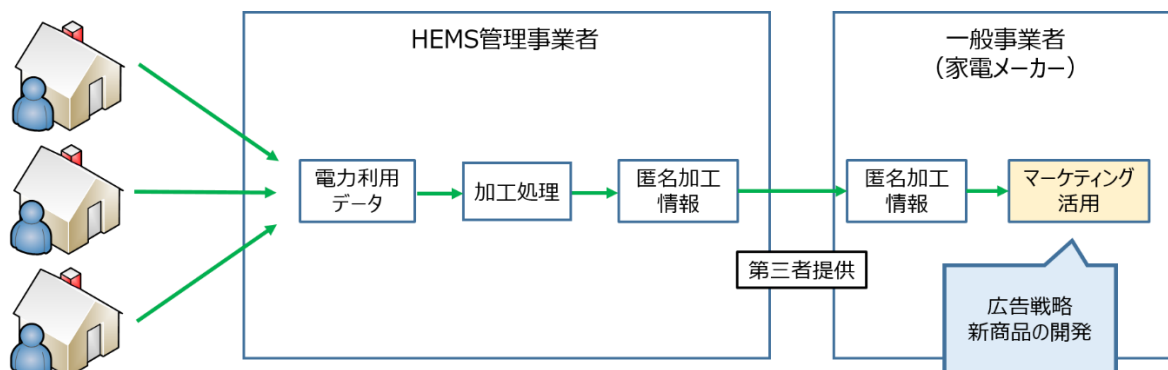 HEMS管理事業者
一般事業者
（家電メーカー）
電力利用
データ
加工処理
匿名加工
情報
匿名加工
情報
マーケティング
活用
第三者提供
広告戦略
新商品の開発